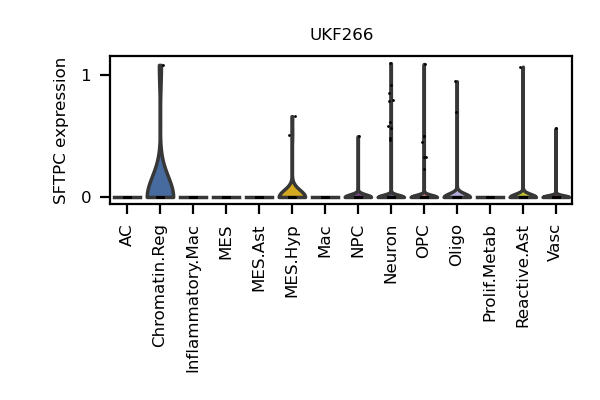 UKF266
SFTPC expression
1
0
AC
Chromatin.Reg
Inflammatory.Mac
MES
MES.Ast
MES.Hyp
Mac
NPC
Neuron
OPC
Oligo
Prolif.Metab
Reactive.Ast
Vasc